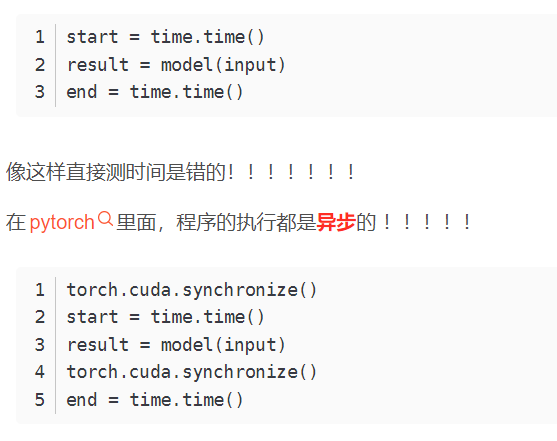 1 start = time.time()
2 result = model(input)
3 end = time.time()
像这样直接测时间是错的！！！！！！！
在 pytorch 里面，程序的执行都是异步的！！！！！
1 torch.cuda.synchronize()
2 start = time.time()
3 result = model(input)
4 torch.cuda.synchronize()
5 end = time.time()